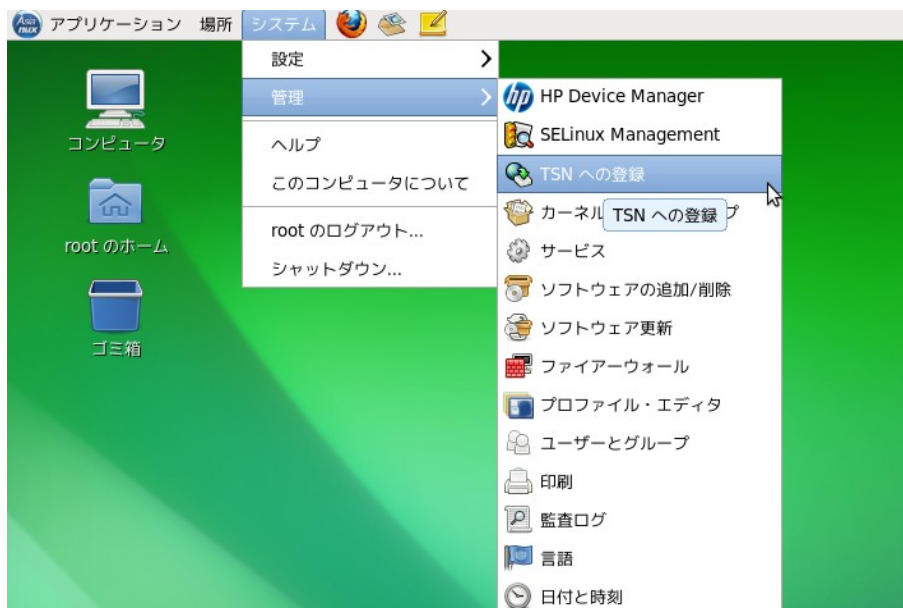 Asia
nux
アプリケーション 場所 システム
設定
管理
ヘルプ
このコンピュータについて
root のログアウト...
シャットダウン...
コンピュータ
root のホーム
ゴミ箱
hp HP Device Manager
SELinux Management
TSN への登録
カーネル
プ
TSN への登録
サービス
ソフトウェアの追加/削除
ソフトウェア更新
ファイアーウォール
プロファイル・エディタ
ユーザーとグループ
印刷
監査ログ
言語
日付と時刻